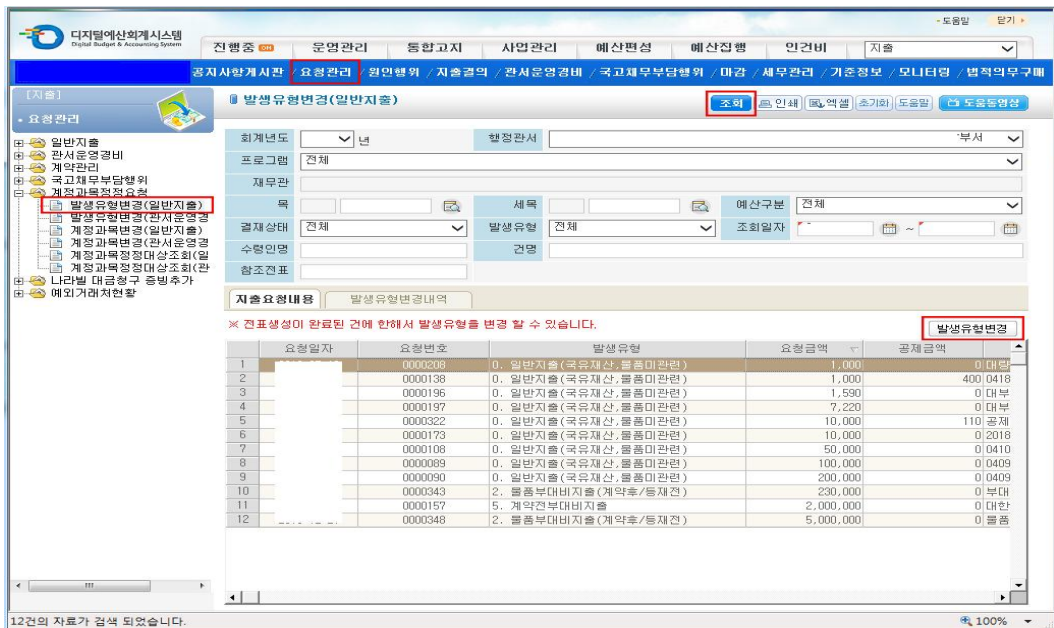 - 도움말 닫기
디지털예산회계시스템
Digital Budget & Accounting System
진행중 ON 운영관리 통합고지 사업관리 예산편성 예산집행 인건비 지출
공지사항게시판 / 요청관리 / 원인행위 / 지출결의 / 관서운영경비 / 국고채무부담행위 / 마감 / 세무관리 / 기준정보 / 모니터링 / 법적의무구매
[지출]
• 요청관리
일반지출
관서운영경비
계약관리
국고채무부담행위
계정과목정정요청
발생유형변경(일반지출)
발생유형변경(관서운영경
계정과목변경(일반지출)
계정과목변경(관서운영경
계정과목정정대상조회(일
계정과목정정대상조회(관
나라빌 대금청구 증빙추가
예외거래처현황
발생유형변경(일반지출) 조회 인쇄 엑셀 초기화 도움말 도움동영상
회계년도 년 행정관서 부서
프로그램 전체
재무관
목 세목 예산구분 전체
결재상태 전체 발생유형 전체 조회일자 ~
수령인명 건명
참조전표
지출요청내용 발생유형변경내역
※ 전표생성이 완료된 건에 한해서 발생유형을 변경 할 수 있습니다. 발생유형변경
요청일자 요청번호 발생유형 요청금액 공제금액
1 0000208 0. 일반지출(국유재산,물품미관련) 1,000 0 대량
2 0000138 0. 일반지출(국유재산,물품미관련) 1,000 400 0418
3 0000196 0. 일반지출(국유재산,물품미관련) 1,590 0 대부
4 0000197 0. 일반지출(국유재산,물품미관련) 7,220 0 대부
5 0000322 0. 일반지출(국유재산,물품미관련) 10,000 110 공제
6 0000173 0. 일반지출(국유재산,물품미관련) 10,000 0 2018
7 0000108 0. 일반지출(국유재산,물품미관련) 50,000 0 0410
8 0000089 0. 일반지출(국유재산,물품미관련) 100,000 0 0409
9 0000090 0. 일반지출(국유재산,물품미관련) 200,000 0 0409
10 0000343 2. 물품부대비지출(계약후/등재전) 230,000 0 부대
11 0000157 5. 계약전부대비지출 2,000,000 0 대한
12 0000348 2. 물품부대비지출(계약후/등재전) 5,000,000 0 물품
12건의 자료가 검색 되었습니다. 100%